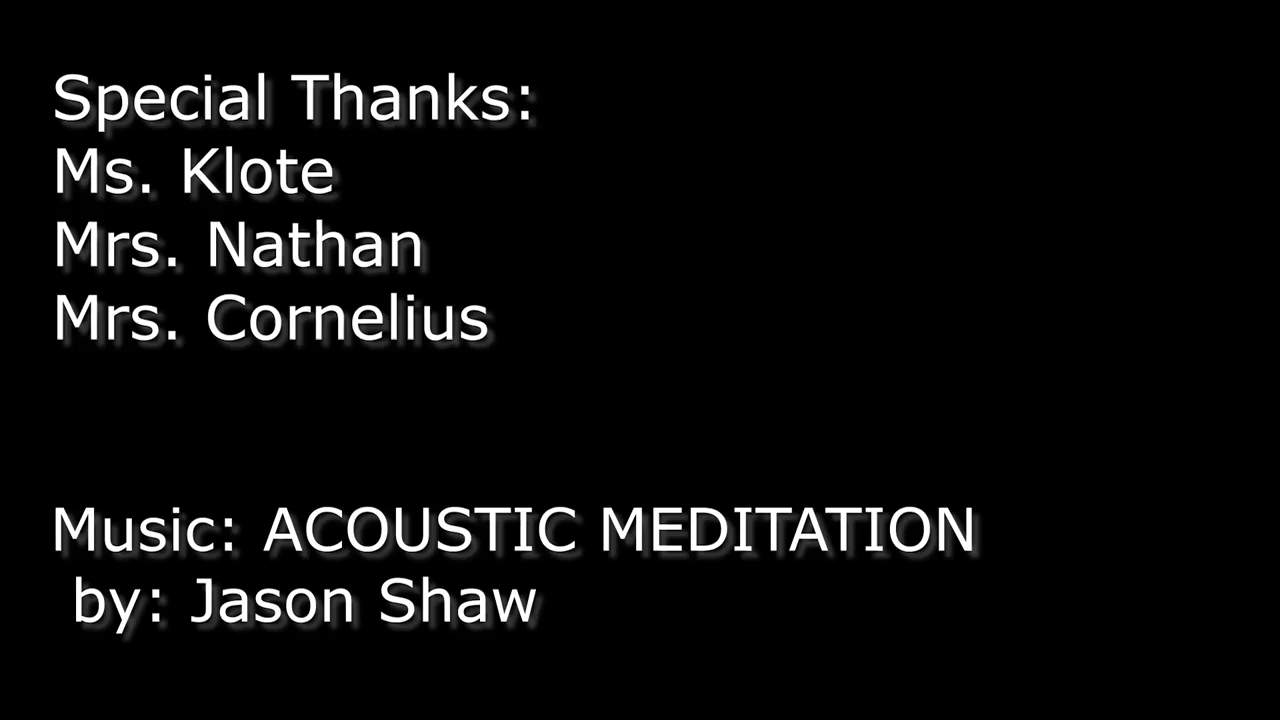 Special Thanks:
Ms. Klote
Mrs. Nathan
Mrs. Cornelius
Music: ACOUSTIC MEDITATION
by: Jason Shaw